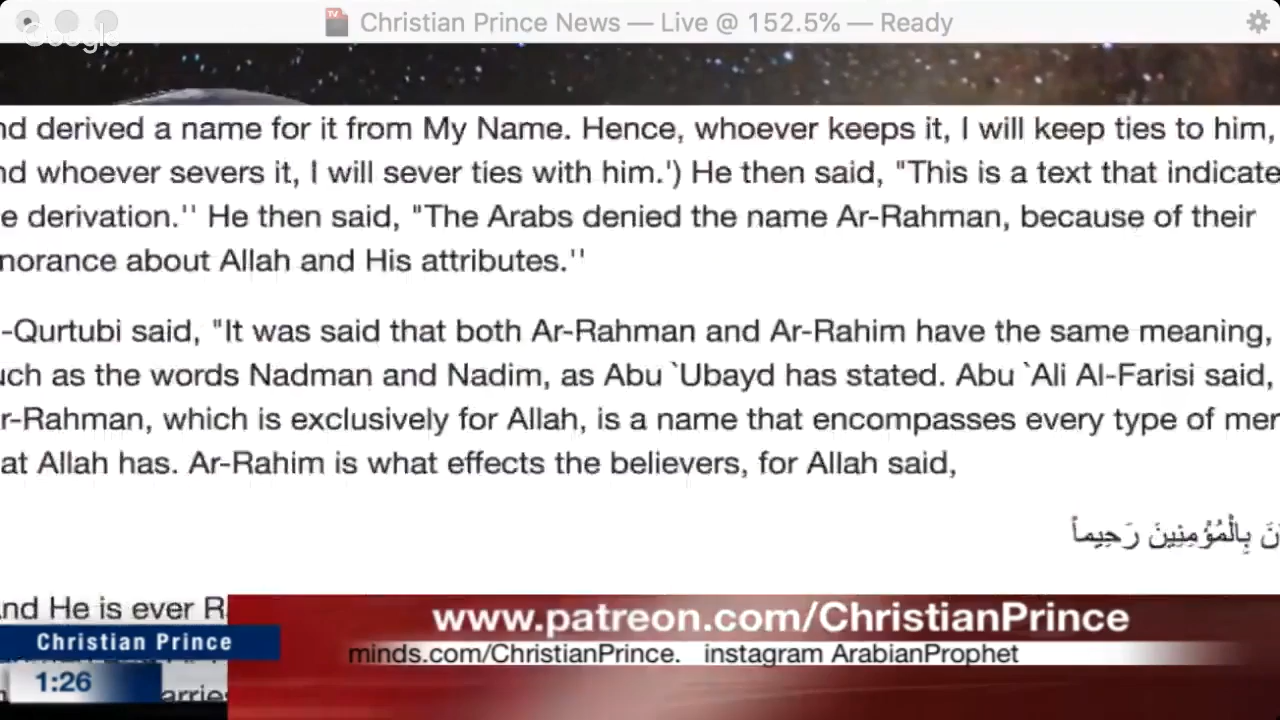 Christian Prince News — Live @ 152.5% — Ready
Google
nd derived a name for it from My Name. Hence, whoever keeps it, I will keep ties to him,
nd whoever severs it, I will sever ties with him.') He then said, "This is a text that indicate
e derivation.'' He then said, "The Arabs denied the name Ar-Rahman, because of their
norance about Allah and His attributes.''
-Qurtubi said, "It was said that both Ar-Rahman and Ar-Rahim have the same meaning,
uch as the words Nadman and Nadim, as Abu `Ubayd has stated. Abu `Ali Al-Farisi said,
r-Rahman, which is exclusively for Allah, is a name that encompasses every type of mer
at Allah has. Ar-Rahim is what effects the believers, for Allah said,
نَ بِالْمُؤْمِنِينَ رَحِيماً
nd He is ever R
www.patreon.com/ChristianPrince
Christian Prince
minds.com/ChristianPrince. instagram ArabianProphet
1:26
arrie